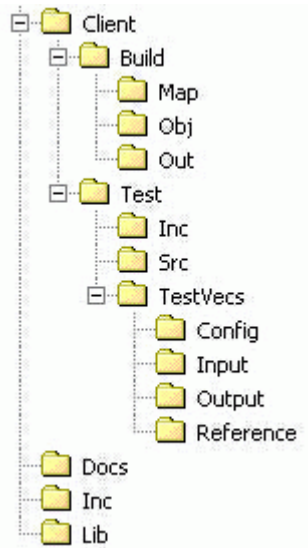 Client
Build
Map
Obj
Out
Test
Inc
Src
TestVecs
Config
Input
Output
Reference
Docs
Inc
Lib